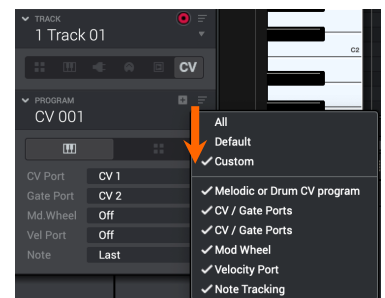 TRACK
1 Track 01
CV
PROGRAM
CV 001
CV Port CV 1
Gate Port CV 2
Md.Wheel Off
Vel Port Off
Note Last
C2
All
Default
Custom
Melodic or Drum CV program
CV / Gate Ports
CV / Gate Ports
Mod Wheel
Velocity Port
Note Tracking